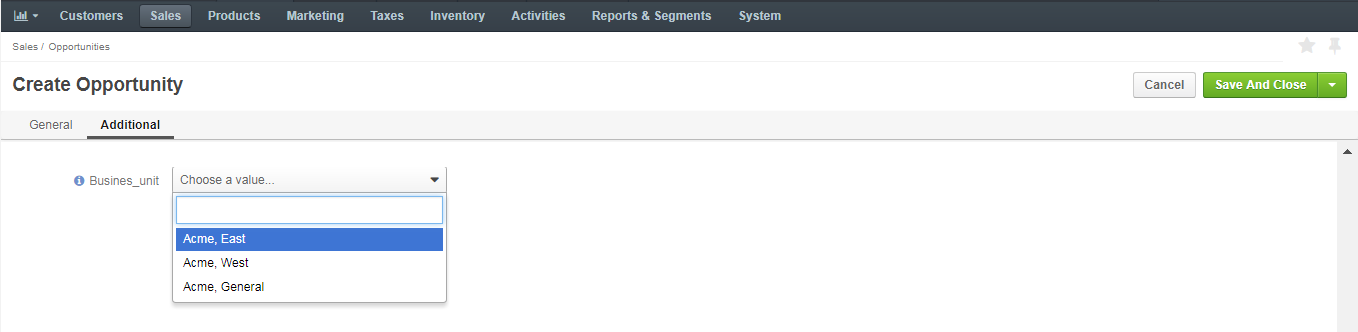 Customers Sales Products Marketing Taxes Inventory Activities Reports & Segments System
Sales / Opportunities
Create Opportunity Cancel Save And Close
General Additional
Busines_unit Choose a value...
Acme, East
Acme, West
Acme, General